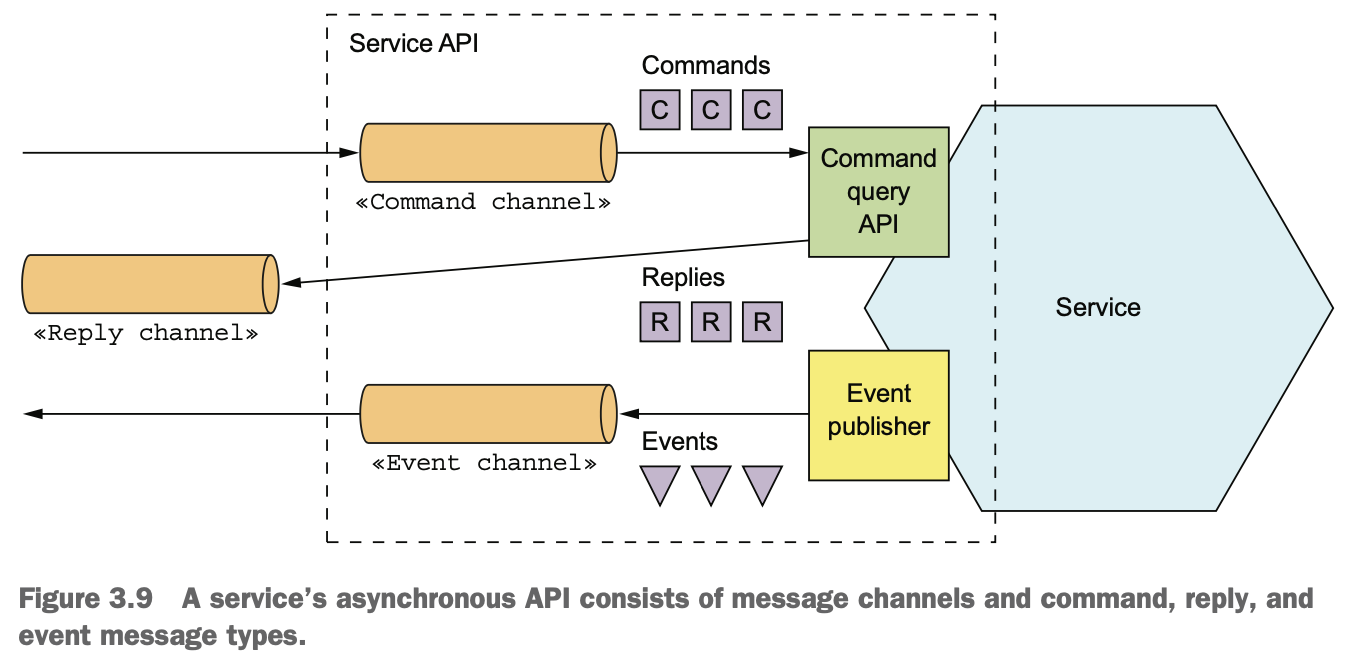 Service API
Commands
C C C
Command
query
API
«Command channel»
Replies
R R R
«Reply channel»
Service
Event
publisher
Events
«Event channel»
Figure 3.9 A service’s asynchronous API consists of message channels and command, reply, and
event message types.